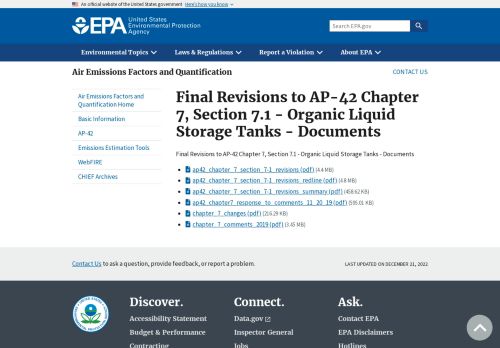 An official website of the United States government Here's how you know
EPA United States Environmental Protection Agency
Search EPA.gov
Environmental Topics Laws & Regulations Report a Violation About EPA
Air Emissions Factors and Quantification
CONTACT US
Air Emissions Factors and Quantification Home
Basic Information
AP-42
Emissions Estimation Tools
WebFIRE
CHIEF Archives
Final Revisions to AP-42 Chapter
7, Section 7.1 - Organic Liquid
Storage Tanks - Documents
Final Revisions to AP-42 Chapter 7, Section 7.1 - Organic Liquid Storage Tanks - Documents
ap42_chapter_7_section_7-1_revisions (pdf) (4.4 MB)
ap42_chapter_7_section_7-1_revisions_redline (pdf) (4.8 MB)
ap42_chapter_7_section_7-1_revisions_summary (pdf) (458.62 KB)
ap42_chapter7_response_to_comments_11_20_19 (pdf) (595.01 KB)
chapter_7_changes (pdf) (216.29 KB)
chapter_7_comments_2019 (pdf) (3.45 MB)
Contact Us to ask a question, provide feedback, or report a problem.
LAST UPDATED ON DECEMBER 21, 2022
Discover.
Accessibility Statement
Budget & Performance
Contracting
Connect.
Data.gov
Inspector General
Jobs
Ask.
Contact EPA
EPA Disclaimers
Hotlines